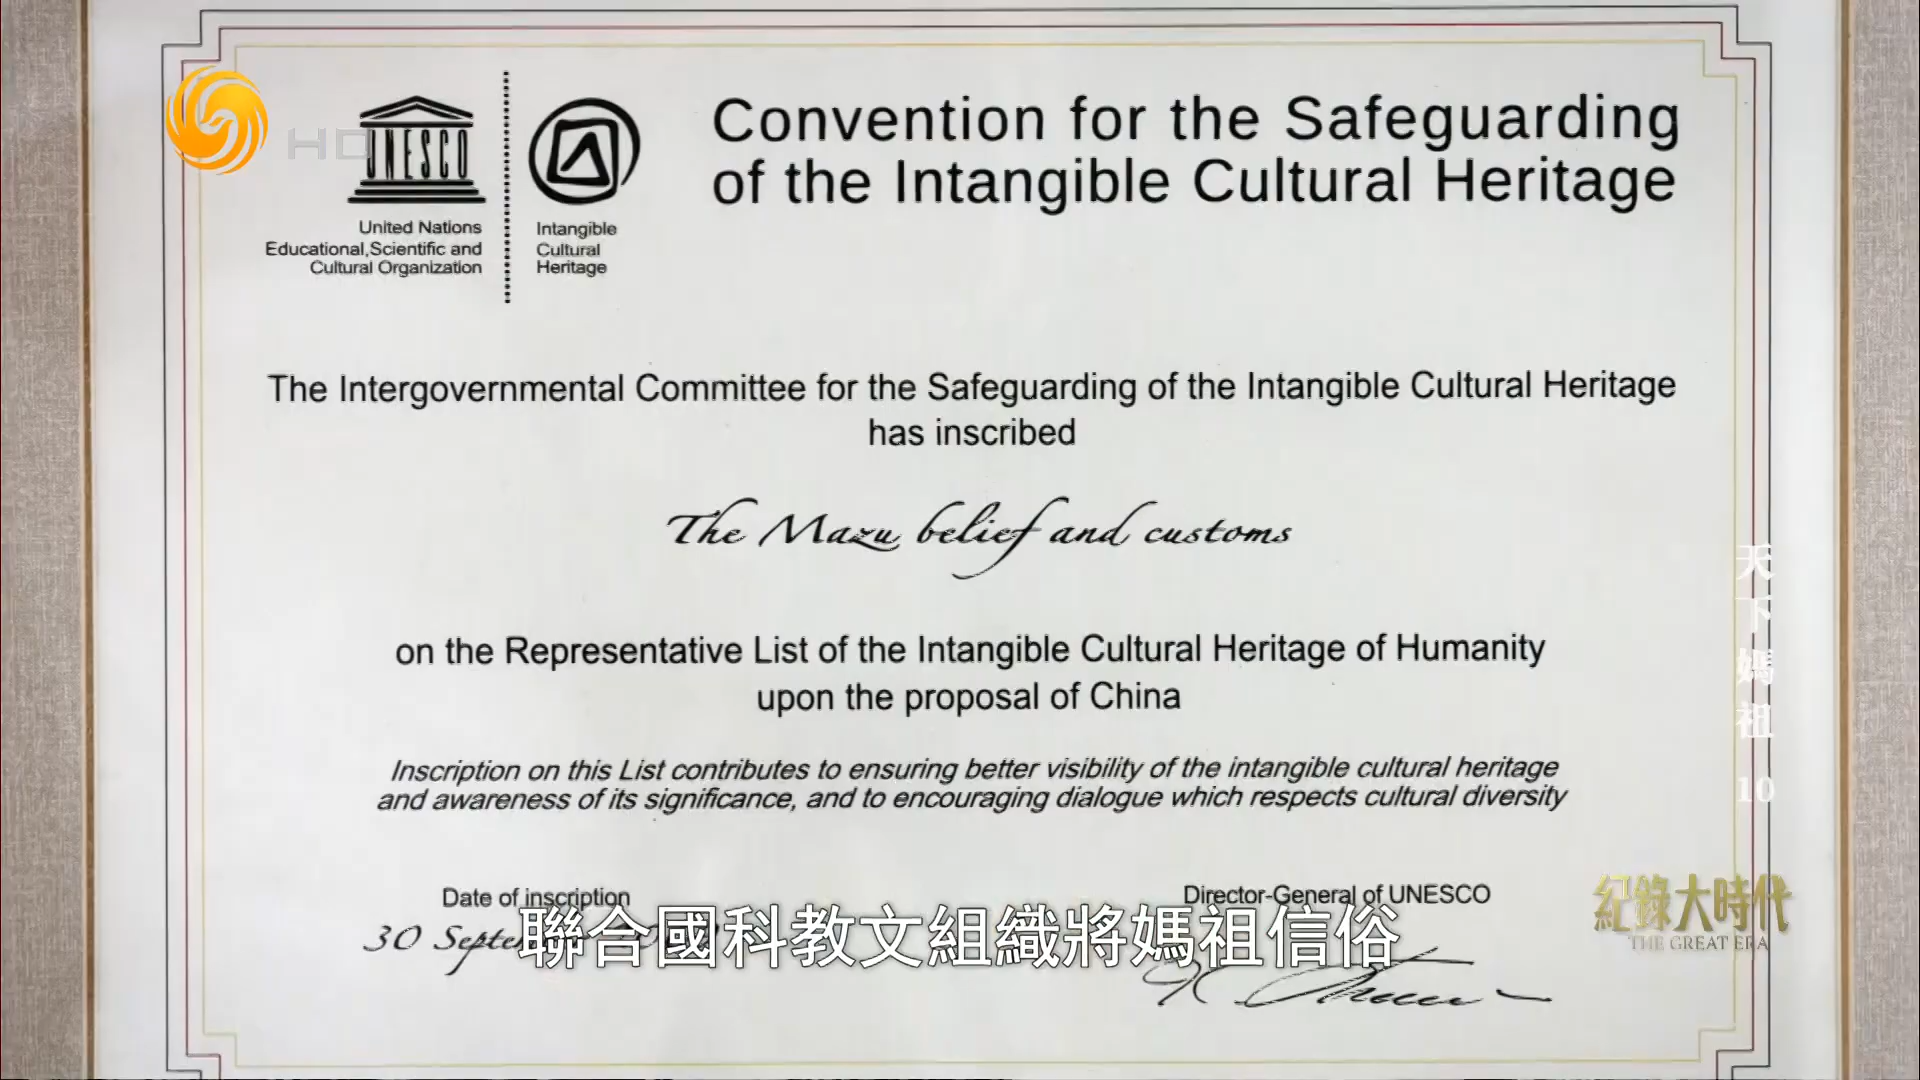 HD
UNESCO
United Nations
Educational, Scientific and
Cultural Organization
Intangible
Cultural
Heritage
Convention for the Safeguarding
of the Intangible Cultural Heritage
The Intergovernmental Committee for the Safeguarding of the Intangible Cultural Heritage
has inscribed
The Mazu belief and customs
on the Representative List of the Intangible Cultural Heritage of Humanity
upon the proposal of China
Inscription on this List contributes to ensuring better visibility of the intangible cultural heritage
and awareness of its significance, and to encouraging dialogue which respects cultural diversity
天下媽祖 10
Date of inscription
30
Director-General of UNESCO
聯合國科教文組織將媽祖信俗
紀錄大時代
THE GREAT ERA